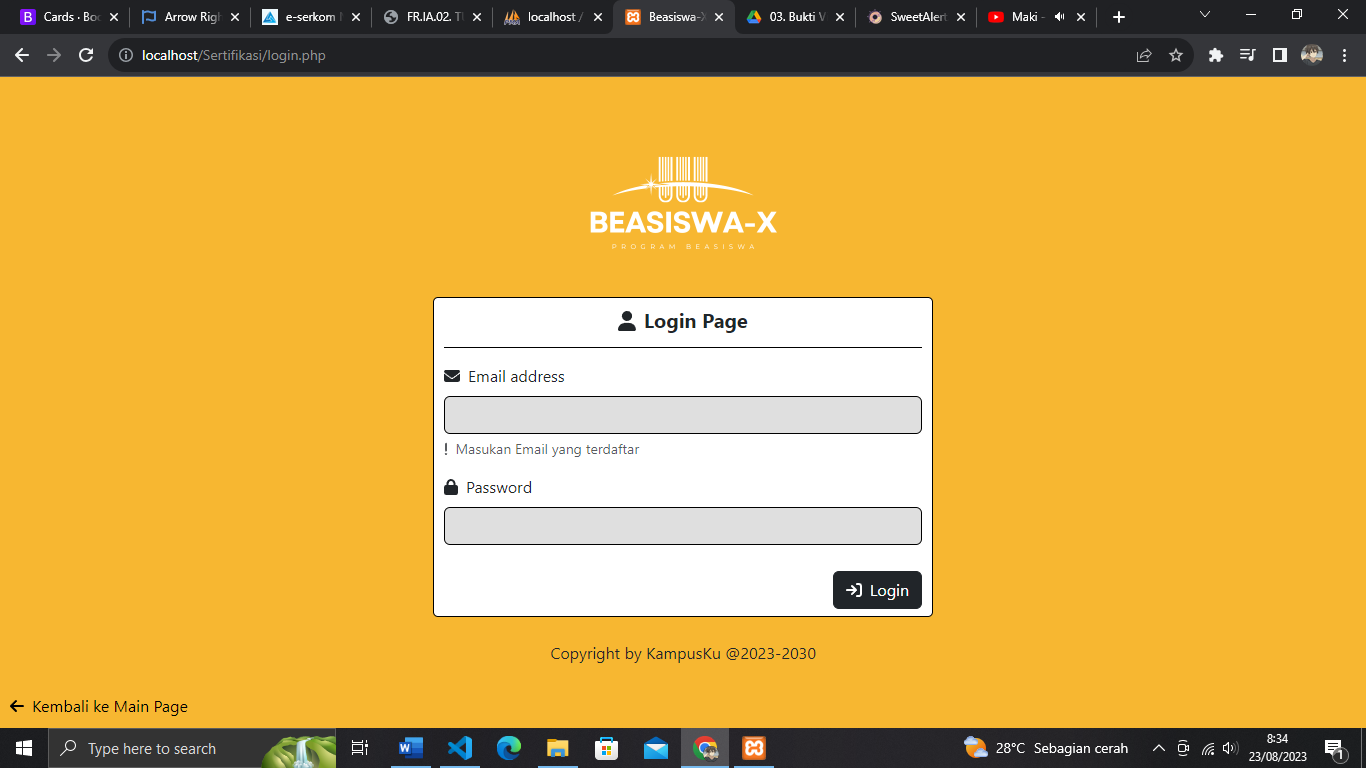 Cards · Boo
Arrow Righ
e-serkom M
FR.IA.02. TU
localhost /
Beasiswa-X
03. Bukti V
SweetAlert
Maki -
localhost/Sertifikasi/login.php
BEASISWA-X
PROGRAM BEASISWA
Login Page
Email address
! Masukan Email yang terdaftar
Password
Login
Copyright by KampusKu @2023-2030
Kembali ke Main Page
Type here to search
28°C Sebagian cerah
8:34
23/08/2023
1